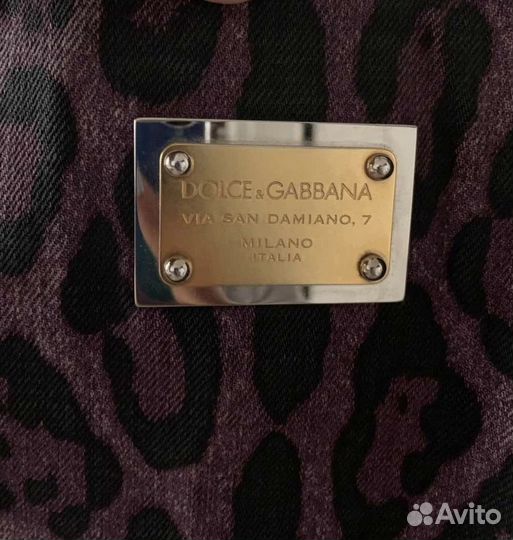 DOLCE & GABBANA
VIA SAN DAMIANO, 7
MILANO
ITALIA
Avito